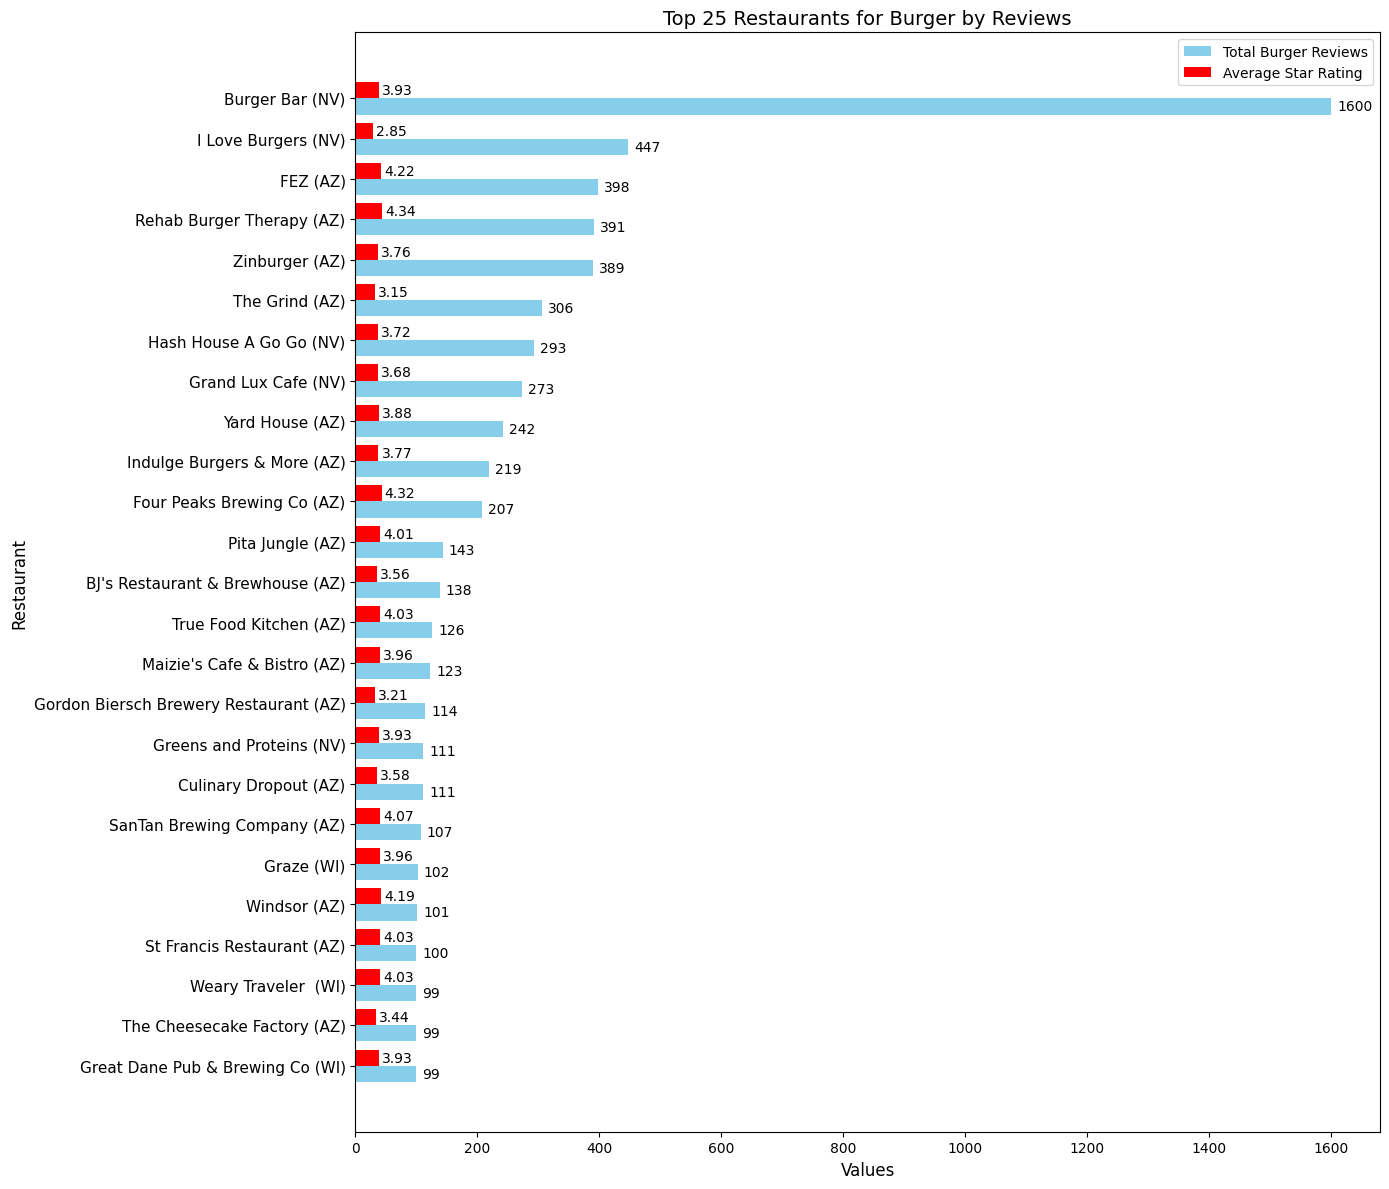 Top 25 Restaurants for Burger by Reviews
Total Burger Reviews
Average Star Rating
Burger Bar (NV) 3.93
1600
I Love Burgers (NV) 2.85
447
FEZ (AZ) 4.22
398
Rehab Burger Therapy (AZ) 4.34
391
Zinburger (AZ) 3.76
389
The Grind (AZ) 3.15
306
Hash House A Go Go (NV) 3.72
293
Grand Lux Cafe (NV) 3.68
273
Yard House (AZ) 3.88
242
Indulge Burgers & More (AZ) 3.77
219
Four Peaks Brewing Co (AZ) 4.32
207
Pita Jungle (AZ) 4.01
143
BJ's Restaurant & Brewhouse (AZ) 3.56
138
True Food Kitchen (AZ) 4.03
126
Maizie's Cafe & Bistro (AZ) 3.96
123
Gordon Biersch Brewery Restaurant (AZ) 3.21
114
Greens and Proteins (NV) 3.93
111
Culinary Dropout (AZ) 3.58
111
SanTan Brewing Company (AZ) 4.07
107
Graze (WI) 3.96
102
Windsor (AZ) 4.19
101
St Francis Restaurant (AZ) 4.03
100
Weary Traveler  (WI) 4.03
99
The Cheesecake Factory (AZ) 3.44
99
Great Dane Pub & Brewing Co (WI) 3.93
99
Restaurant
0 200 400 600 800 1000 1200 1400 1600
Values